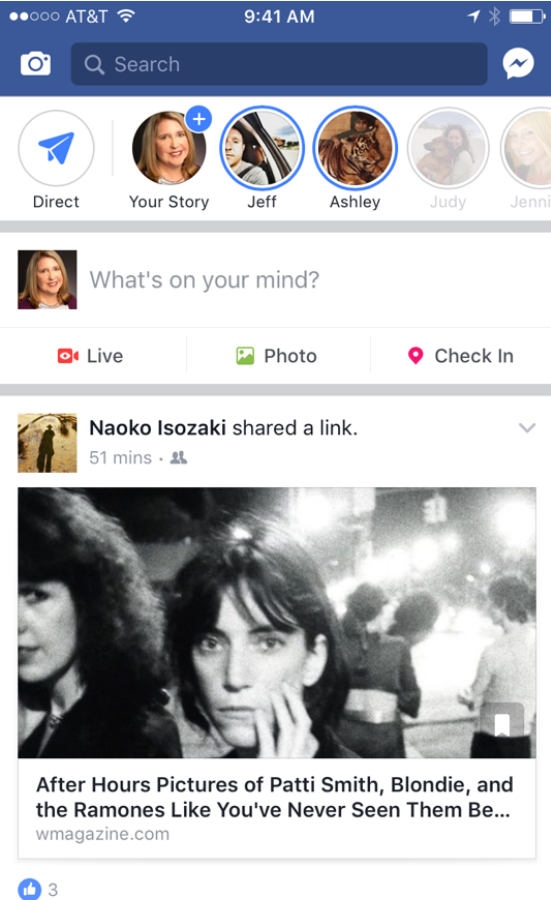 AT&T 9:41 AM
Search
Direct Your Story Jeff Ashley Judy Jenni
What's on your mind?
Live Photo Check In
Naoko Isozaki shared a link.
51 mins ·
After Hours Pictures of Patti Smith, Blondie, and
the Ramones Like You've Never Seen Them Be...
wmagazine.com
3